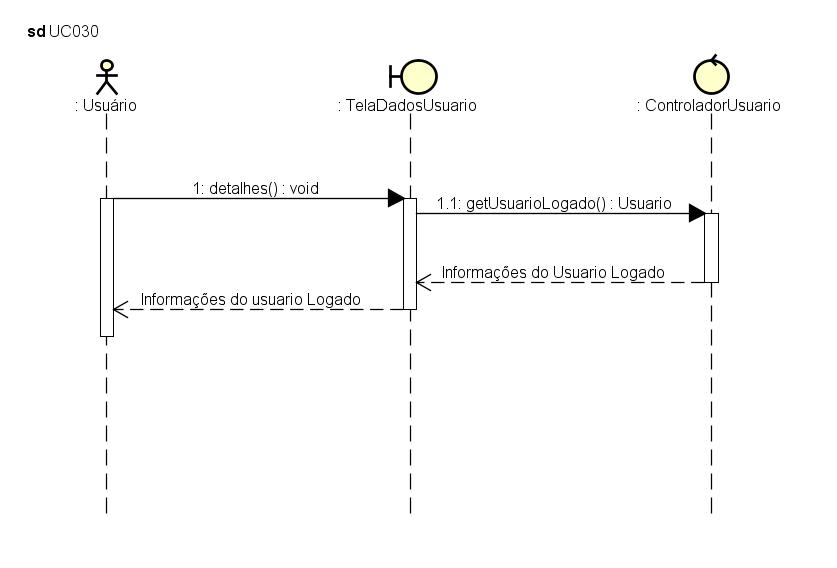 sd UC030
: Usuário
: TelaDadosUsuario
: ControladorUsuario
1: detalhes() : void
1.1: getUsuarioLogado() : Usuario
Informações do Usuario Logado
Informações do usuario Logado